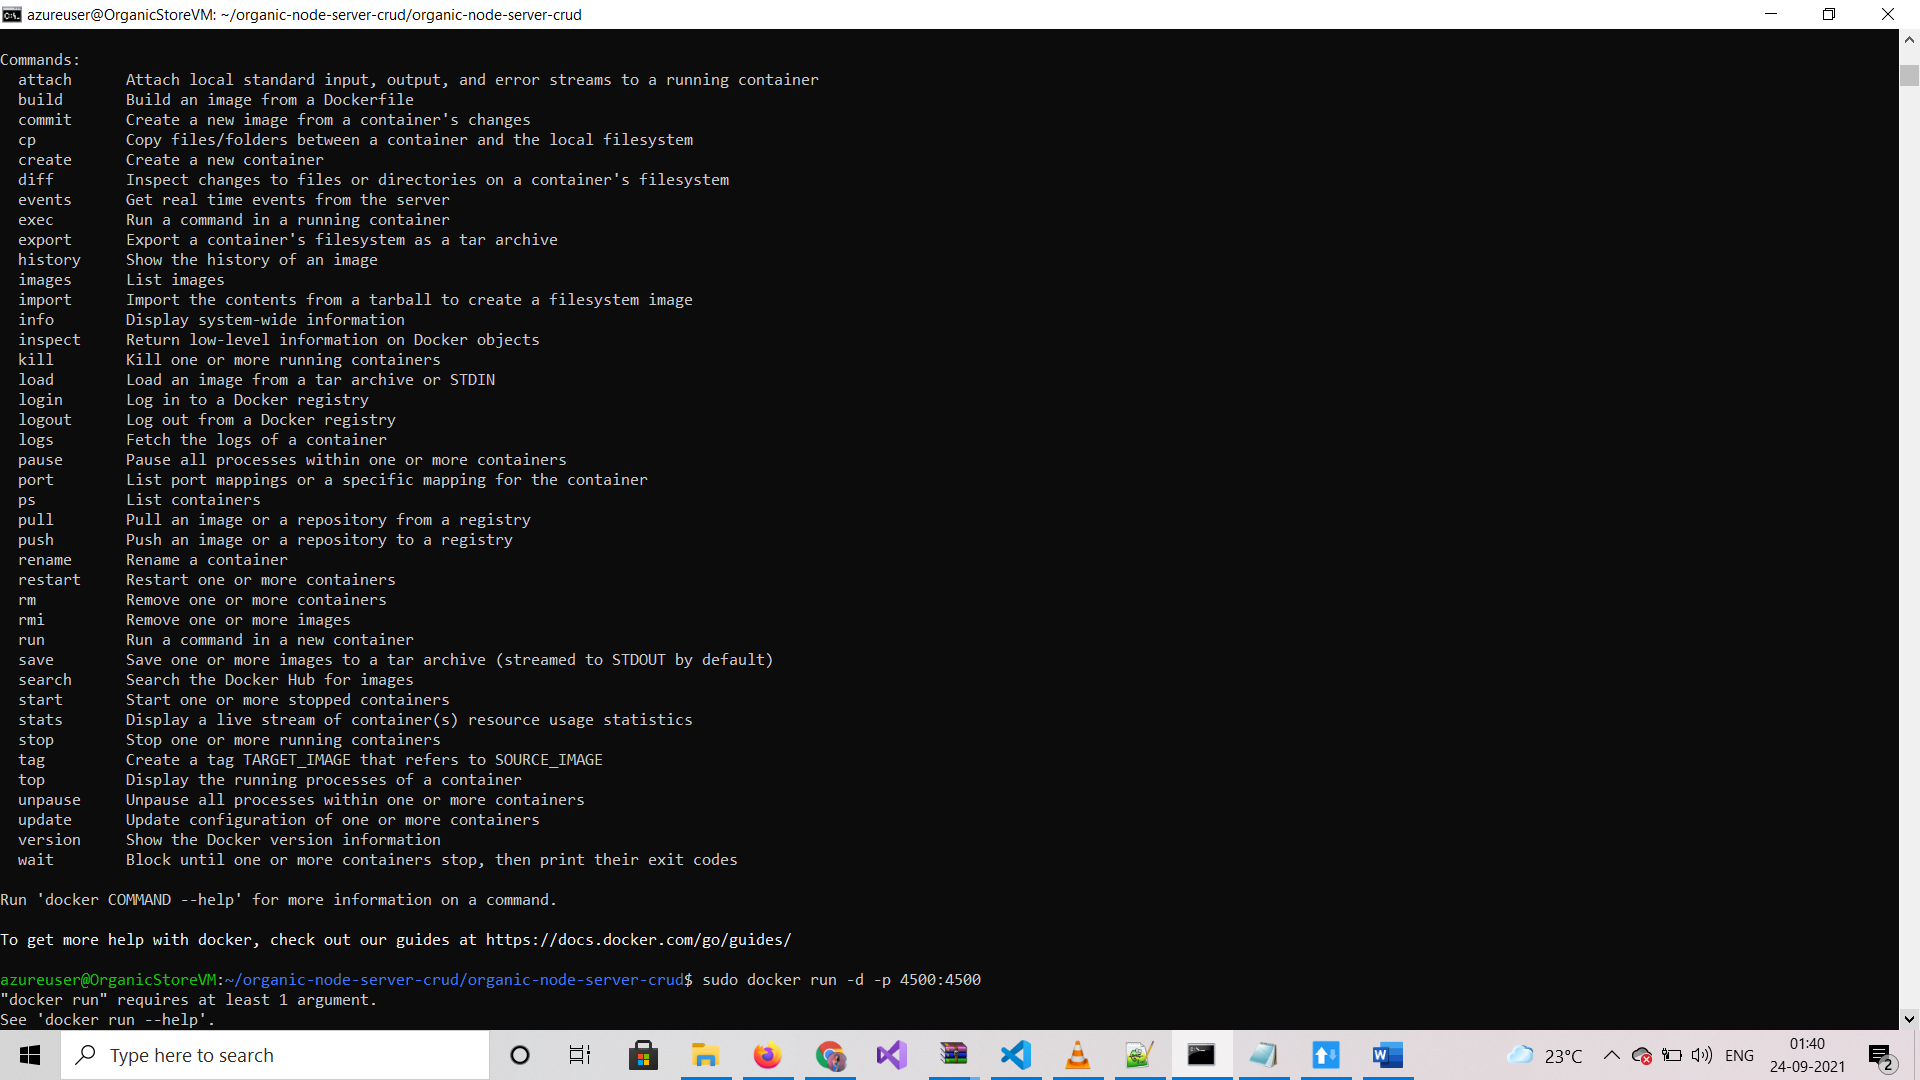 azureuser@OrganicStoreVM: ~/organic-node-server-crud/organic-node-server-crud
Commands:
attach Attach local standard input, output, and error streams to a running container
build Build an image from a Dockerfile
commit Create a new image from a container's changes
cp Copy files/folders between a container and the local filesystem
create Create a new container
diff Inspect changes to files or directories on a container's filesystem
events Get real time events from the server
exec Run a command in a running container
export Export a container's filesystem as a tar archive
history Show the history of an image
images List images
import Import the contents from a tarball to create a filesystem image
info Display system-wide information
inspect Return low-level information on Docker objects
kill Kill one or more running containers
load Load an image from a tar archive or STDIN
login Log in to a Docker registry
logout Log out from a Docker registry
logs Fetch the logs of a container
pause Pause all processes within one or more containers
port List port mappings or a specific mapping for the container
ps List containers
pull Pull an image or a repository from a registry
push Push an image or a repository to a registry
rename Rename a container
restart Restart one or more containers
rm Remove one or more containers
rmi Remove one or more images
run Run a command in a new container
save Save one or more images to a tar archive (streamed to STDOUT by default)
search Search the Docker Hub for images
start Start one or more stopped containers
stats Display a live stream of container(s) resource usage statistics
stop Stop one or more running containers
tag Create a tag TARGET_IMAGE that refers to SOURCE_IMAGE
top Display the running processes of a container
unpause Unpause all processes within one or more containers
update Update configuration of one or more containers
version Show the Docker version information
wait Block until one or more containers stop, then print their exit codes
Run 'docker COMMAND --help' for more information on a command.
To get more help with docker, check out our guides at https://docs.docker.com/go/guides/
azureuser@OrganicStoreVM:~/organic-node-server-crud/organic-node-server-crud$ sudo docker run -d -p 4500:4500
"docker run" requires at least 1 argument.
See 'docker run --help'.
Type here to search
23°C
ENG
01:40
24-09-2021
2